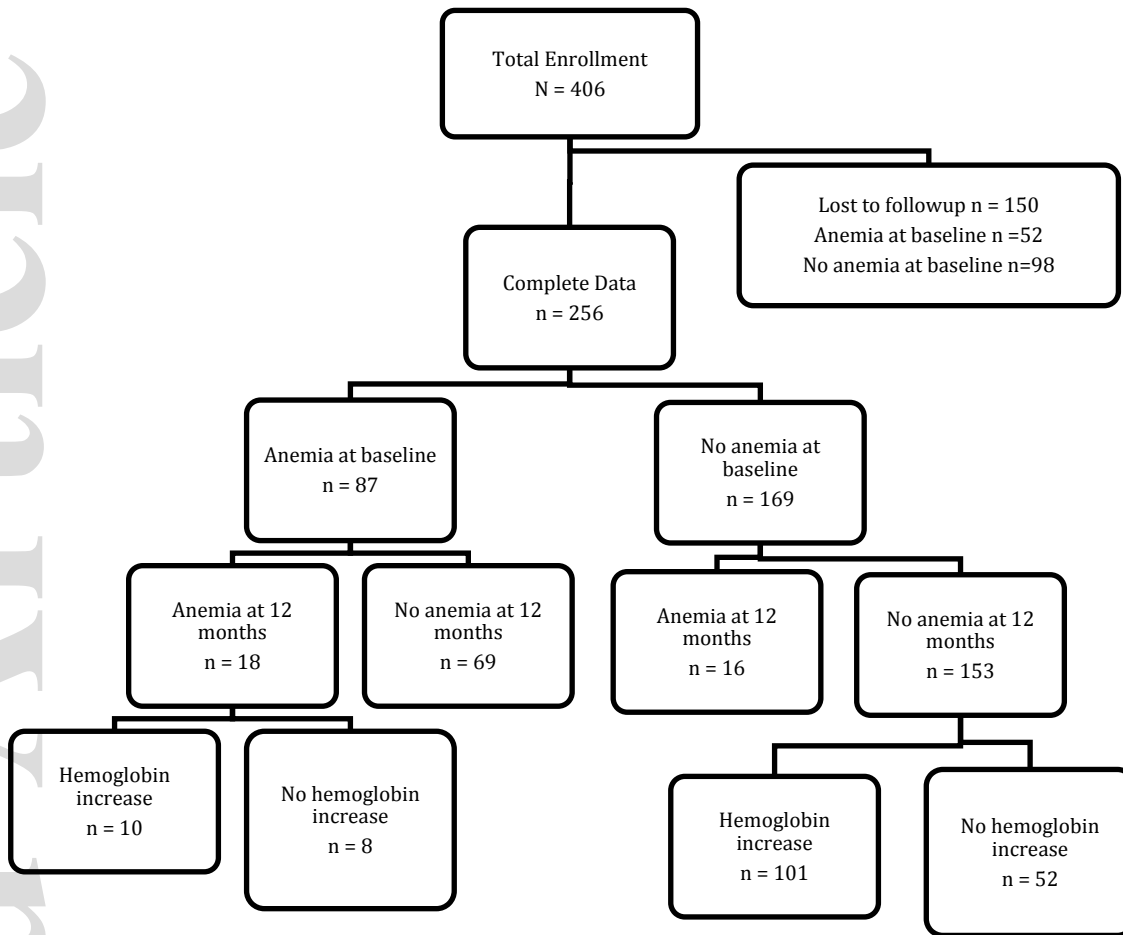 Total Enrollment
N = 406
Lost to followup n = 150
Anemia at baseline n =52
No anemia at baseline n=98
Complete Data
n = 256
Anemia at baseline
n = 87
No anemia at
baseline
n = 169
Anemia at 12
months
n = 18
No anemia at 12
months
n = 69
Anemia at 12
months
n = 16
No anemia at 12
months
n = 153
Hemoglobin
increase
n = 10
No hemoglobin
increase
n = 8
Hemoglobin
increase
n = 101
No hemoglobin
increase
n = 52